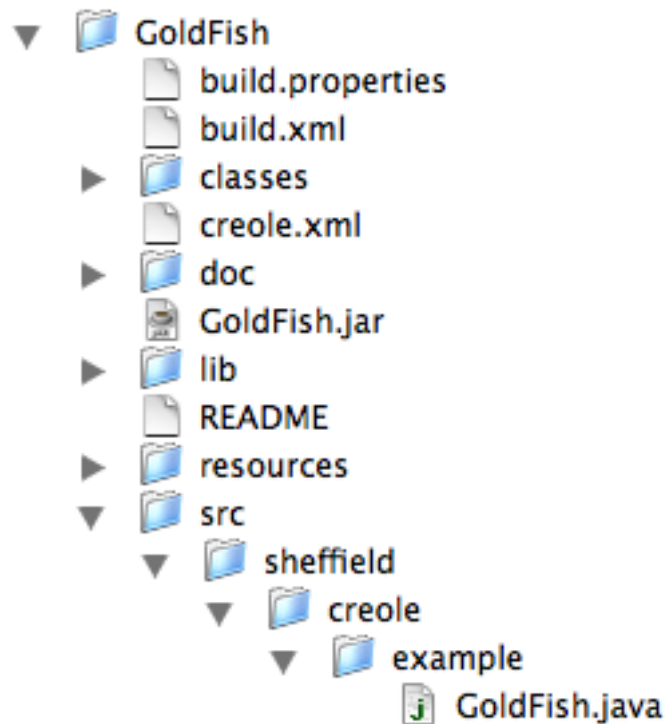 GoldFish
build.properties
build.xml
classes
creole.xml
doc
GoldFish.jar
lib
README
resources
src
sheffield
creole
example
GoldFish.java